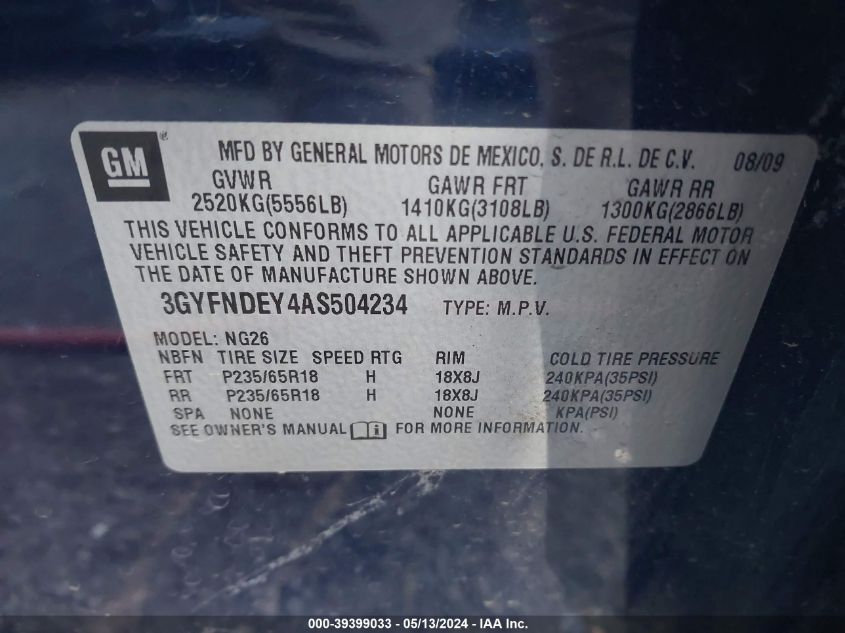 GM ®
MFD BY GENERAL MOTORS DE MEXICO, S. DE R.L. DE C.V. 08/09
GVWR GAWR FRT GAWR RR
2520KG(5556LB) 1410KG(3108LB) 1300KG(2866LB)
THIS VEHICLE CONFORMS TO ALL APPLICABLE U.S. FEDERAL MOTOR
VEHICLE SAFETY AND THEFT PREVENTION STANDARDS IN EFFECT ON
THE DATE OF MANUFACTURE SHOWN ABOVE.
3GYFNDEY4AS504234 TYPE: M.P.V.
MODEL: NG26
NBFN TIRE SIZE SPEED RTG RIM COLD TIRE PRESSURE
FRT P235/65R18 H 18X8J 240KPA(35PSI)
RR P235/65R18 H 18X8J 240KPA(35PSI)
SPA NONE NONE KPA(PSI)
SEE OWNER'S MANUAL i FOR MORE INFORMATION.
000-39399033 / 05/13/2024 - IAA Inc.